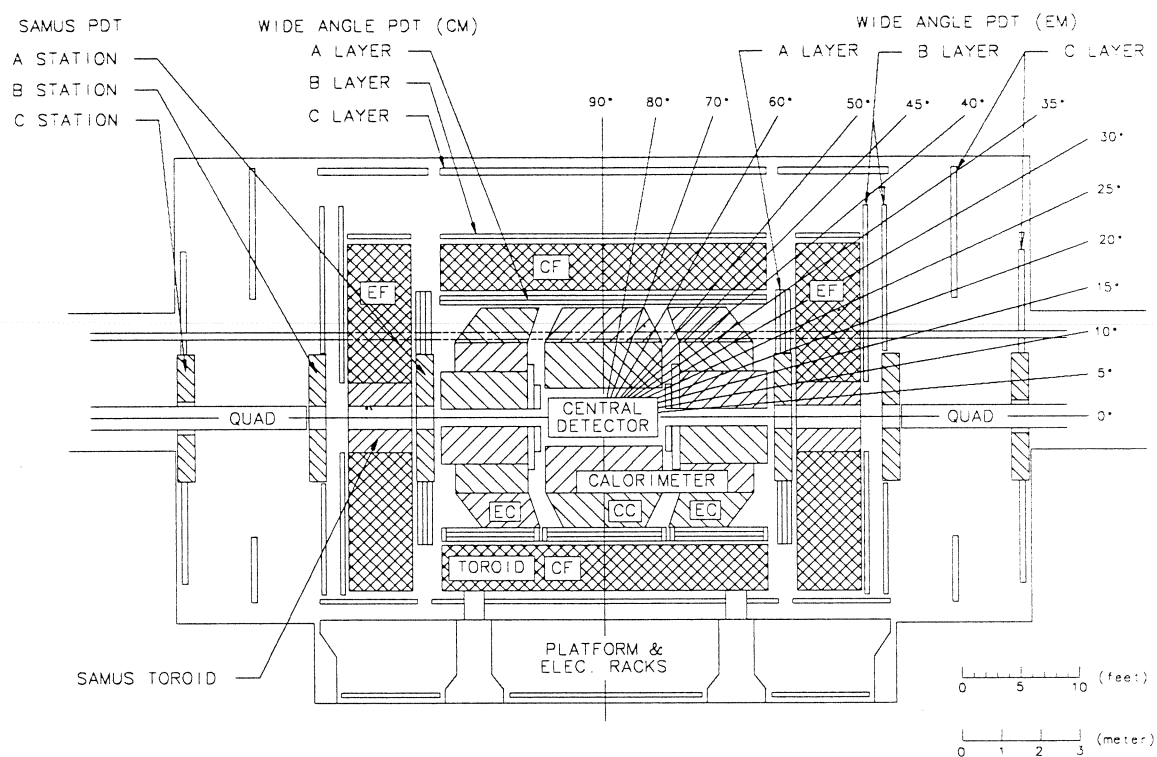 SAMUS PDT
A STATION
B STATION
C STATION
WIDE ANGLE PDT (CM)
A LAYER
B LAYER
C LAYER
WIDE ANGLE PDT (EM)
A LAYER
B LAYER
C LAYER
90°
80°
70°
60°
50°
45°
40°
35°
30°
25°
20°
15°
10°
5°
0°
CF
EF
EF
QUAD
CENTRAL
DETECTOR
QUAD
CALORIMETER
EC
CC
EC
TOROID
CF
SAMUS TOROID
PLATFORM &
ELEC. RACKS
0 5 10 (feet)
0 1 2 3 (meter)